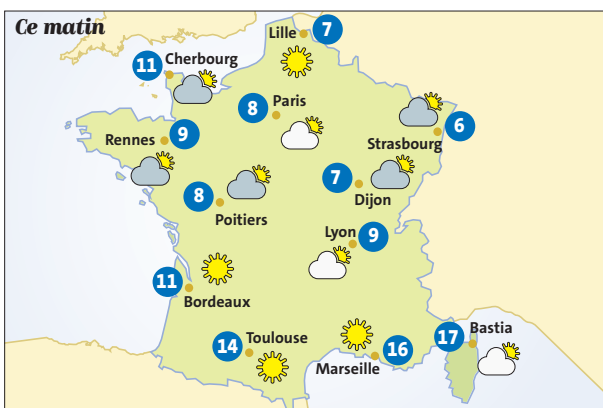 Ce matin
Lille 7
11 Cherbourg
8 Paris
Rennes 9
6
Strasbourg
7
Dijon
8
Poitiers
Lyon 9
11
Bordeaux
14 Toulouse
16
Marseille
17 Bastia